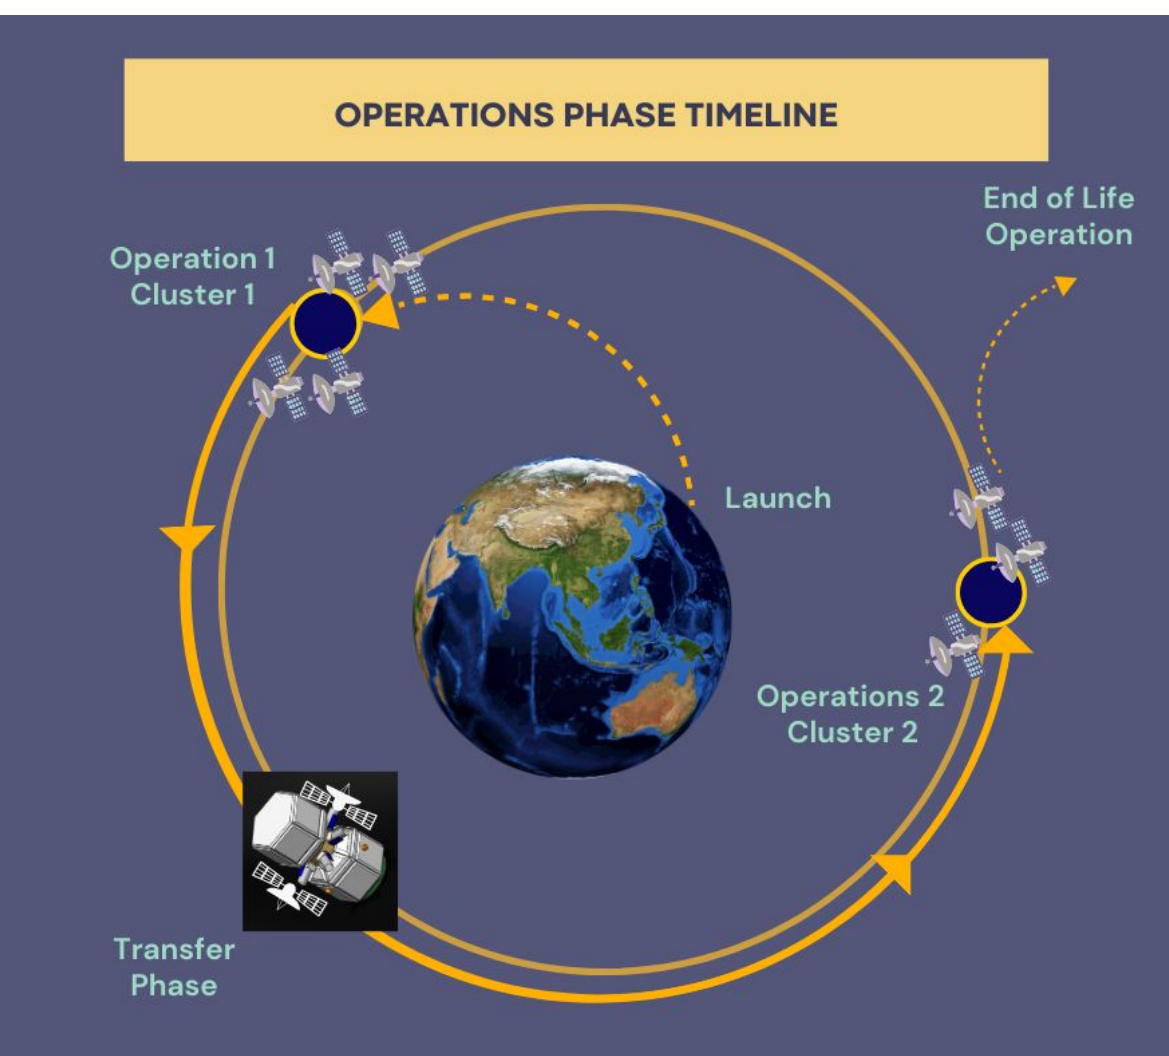 OPERATIONS PHASE TIMELINE
End of Life
Operation
Operation 1
Cluster 1
Launch
Operations 2
Cluster 2
Transfer
Phase